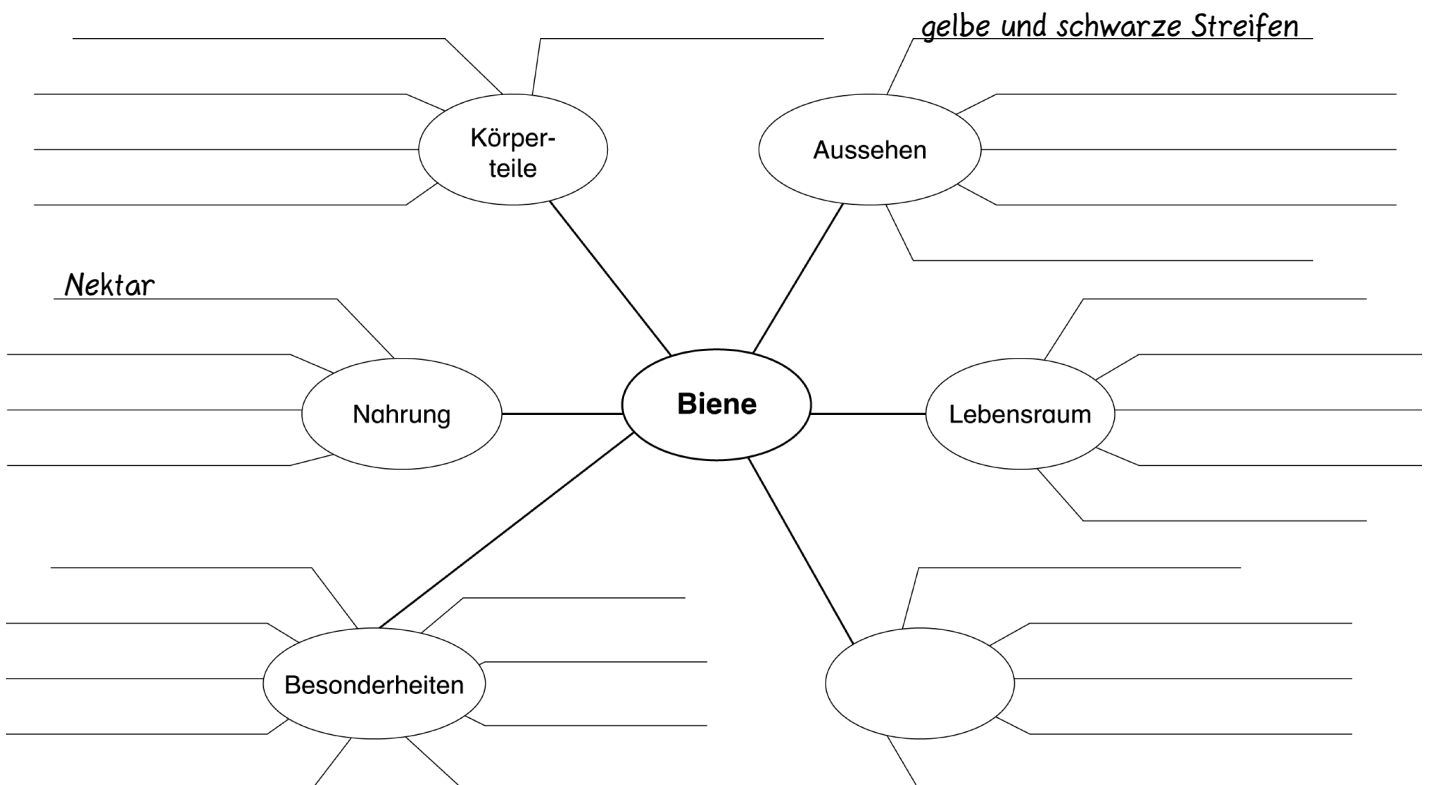 gelbe und schwarze Streifen
Körper-
teile
Aussehen
Nektar
Biene
Nahrung
Lebensraum
Besonderheiten